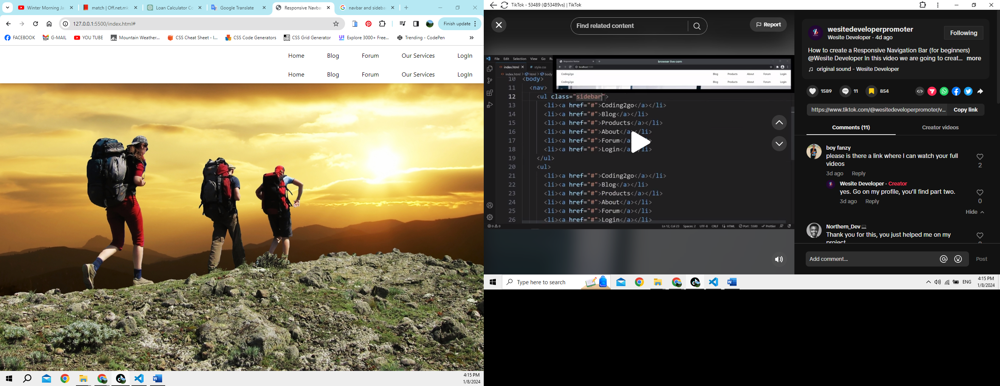 Winter Morning Ja
match | Off.net.mk
Loan Calculator Co
Google Translate
Responsive Navba
navbar and sideba
127.0.0.1:5500/index.html#
Finish update
FACEBOOK
G-MAIL
YOU TUBE
Mountain Weather...
CSS Cheat Sheet - I...
CSS Code Generators
CSS Grid Generator
Explore 3000+ Free...
Trending - CodePen
Home Blog Forum Our Services LogIn
Home Blog Forum Our Services LogIn
4:15 PM
1/8/2024
TikTok - 53489 (@53489vs) | TikTok
Find related content
Report
File Edit Selection View Go Ru
Responsive Navbar
browser live cam
localhost:5500
index.html
style.css
index.html > html > body
Coding2go Blog Products About Forum Login
Coding2go Blog Products About Forum Login
10 <body>
11 <nav>
12 <ul class="sidebar">
13 <li><a href="#">Coding2go</a></li>
14 <li><a href="#">Blog</a></li>
15 <li><a href="#">Products</a></li>
16 <li><a href="#">About</a></li>
17 <li><a href="#">Forum</a></li>
18 <li><a href="#">Login</a></li>
19 </ul>
20 <ul>
21 <li><a href="#">Coding2go</a></li>
22 <li><a href="#">Blog</a></li>
23 <li><a href="#">Products</a></li>
24 <li><a href="#">About</a></li>
25 <li><a href="#">Forum</a></li>
26 <li><a href="#">Login</a></li>
0 0 Ln 12, Col 23 Spaces: 2 UTF-8 CRLF HTML Port : 5500 Prettier
wesitedeveloperpromoter
Wesite Developer · 4d ago
Following
How to create a Responsive Navigation Bar (for beginners)
@Wesite Developer In this video we are going to creat... more
original sound - Wesite Developer
1589
11
854
https://www.tiktok.com/@wesitedeveloperpromoter/v...
Copy link
Comments (11)
Creator videos
boy fanzy
please is there a link where I can watch your full
videos
2
3d ago Reply
Wesite Developer · Creator
yes. Go on my profile, you'll find part two.
0
3d ago Reply
Hide
Northern_Dev
Thank you for this, you just helped me on my
project
Add comment...
Post
Type here to search
ENG
4:15 PM
1/8/2024